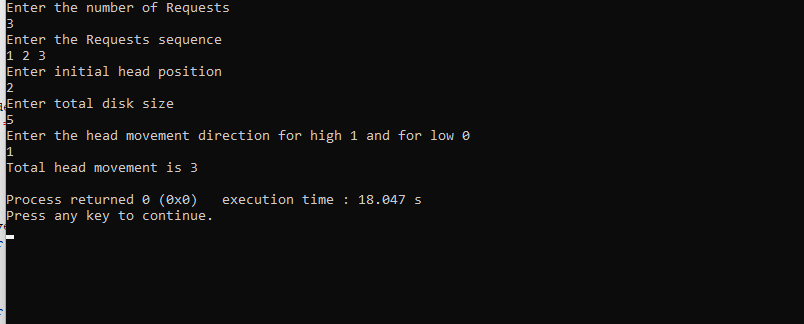 Enter the number of Requests
3
Enter the Requests sequence
1 2 3
Enter initial head position
2
Enter total disk size
5
Enter the head movement direction for high 1 and for low 0
1
Total head movement is 3
Process returned 0 (0x0)   execution time : 18.047 s
Press any key to continue.